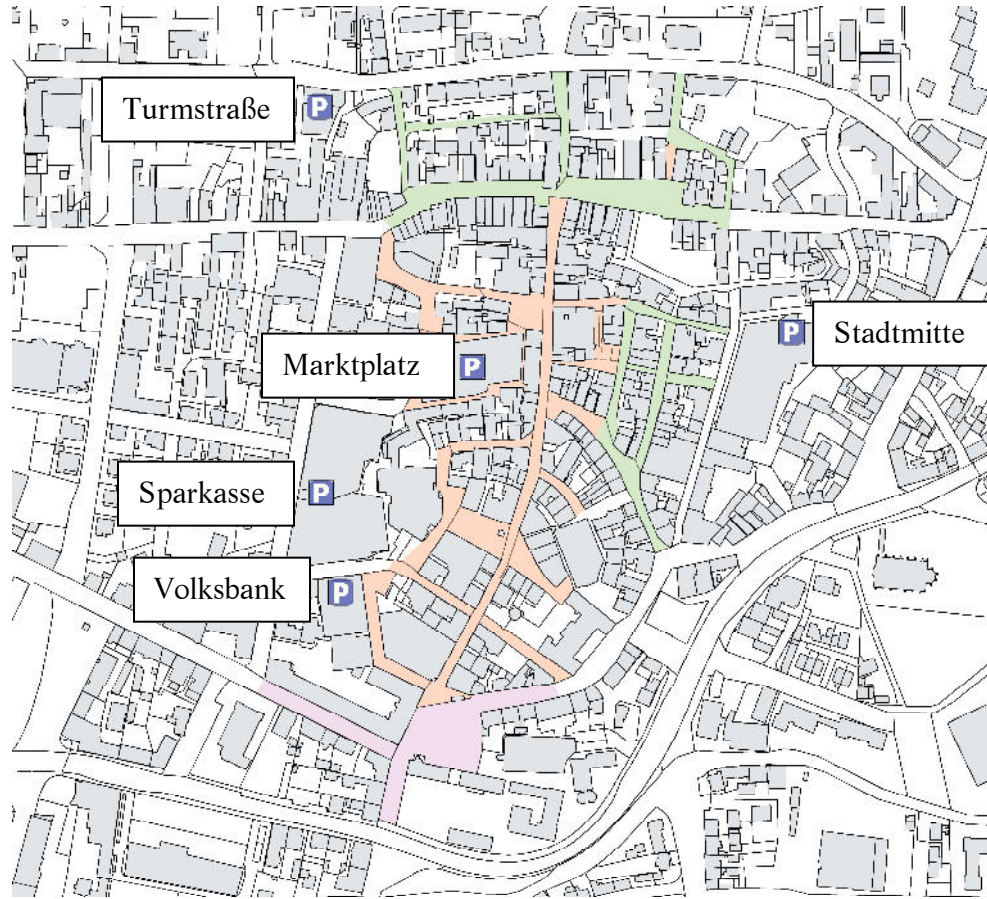 Turmstraße
P
P
Stadtmitte
Marktplatz
P
Sparkasse
P
Volksbank
P